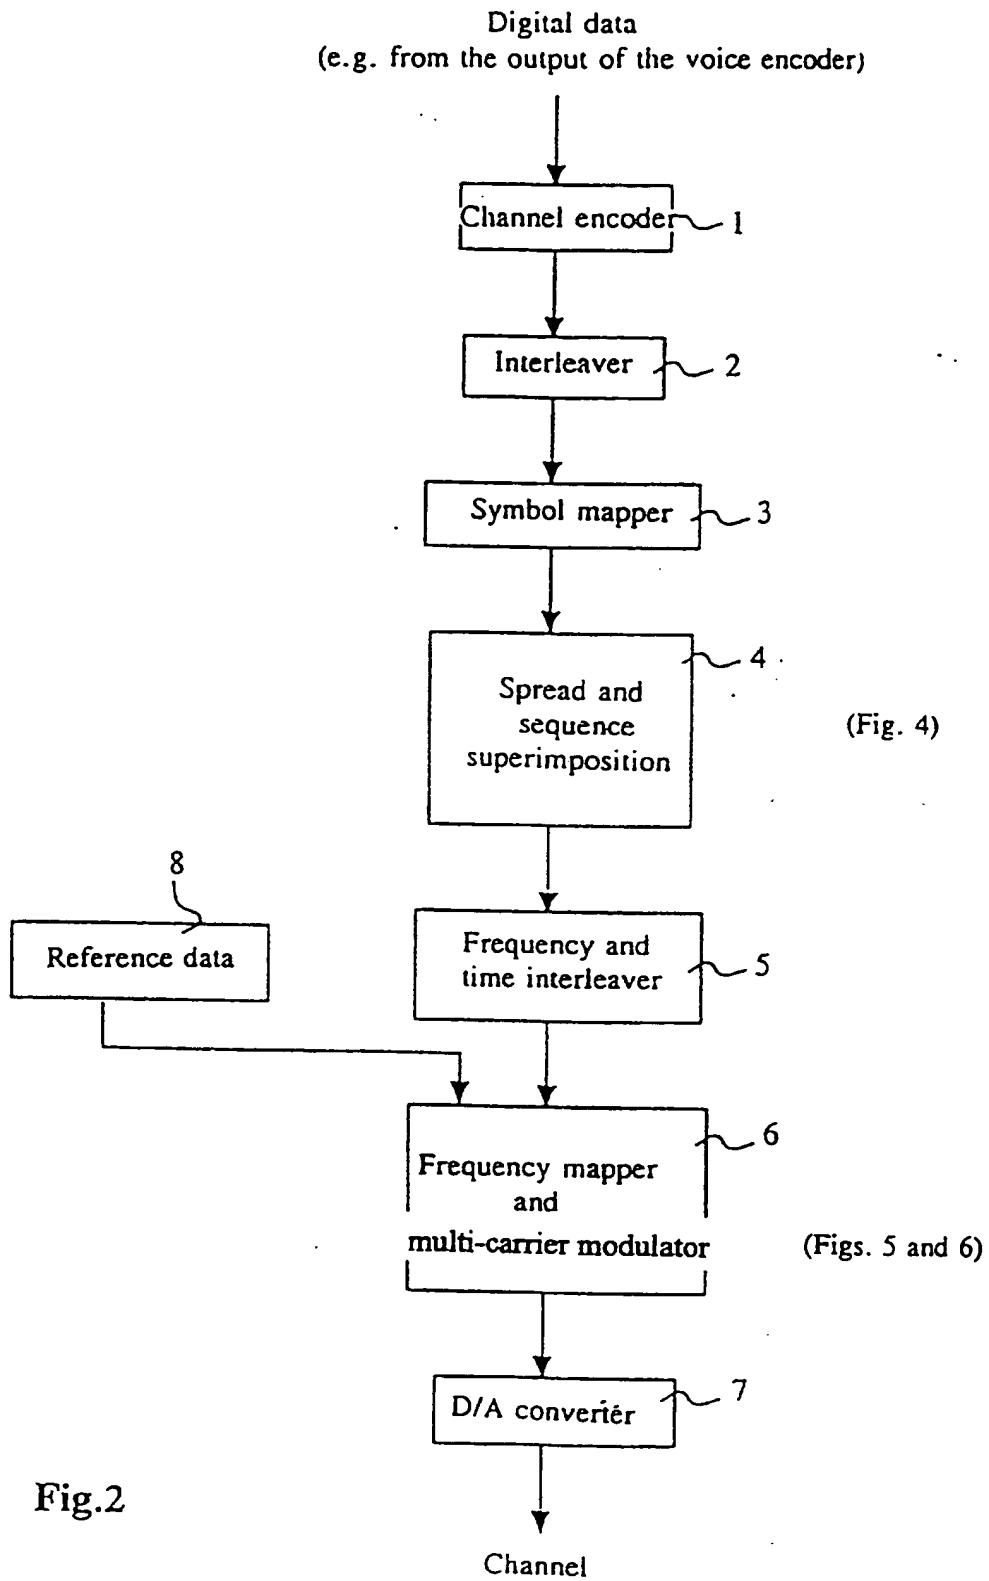 Digital data
(e.g. from the output of the voice encoder)
Channel encoder
1
Interleaver
2
Symbol mapper
3
4
Spread and
sequence
superimposition
(Fig. 4)
8
Reference data
Frequency and
time interleaver
5
6
Frequency mapper
and
multi-carrier modulator
(Figs. 5 and 6)
7
D/A converter
Fig.2
Channel